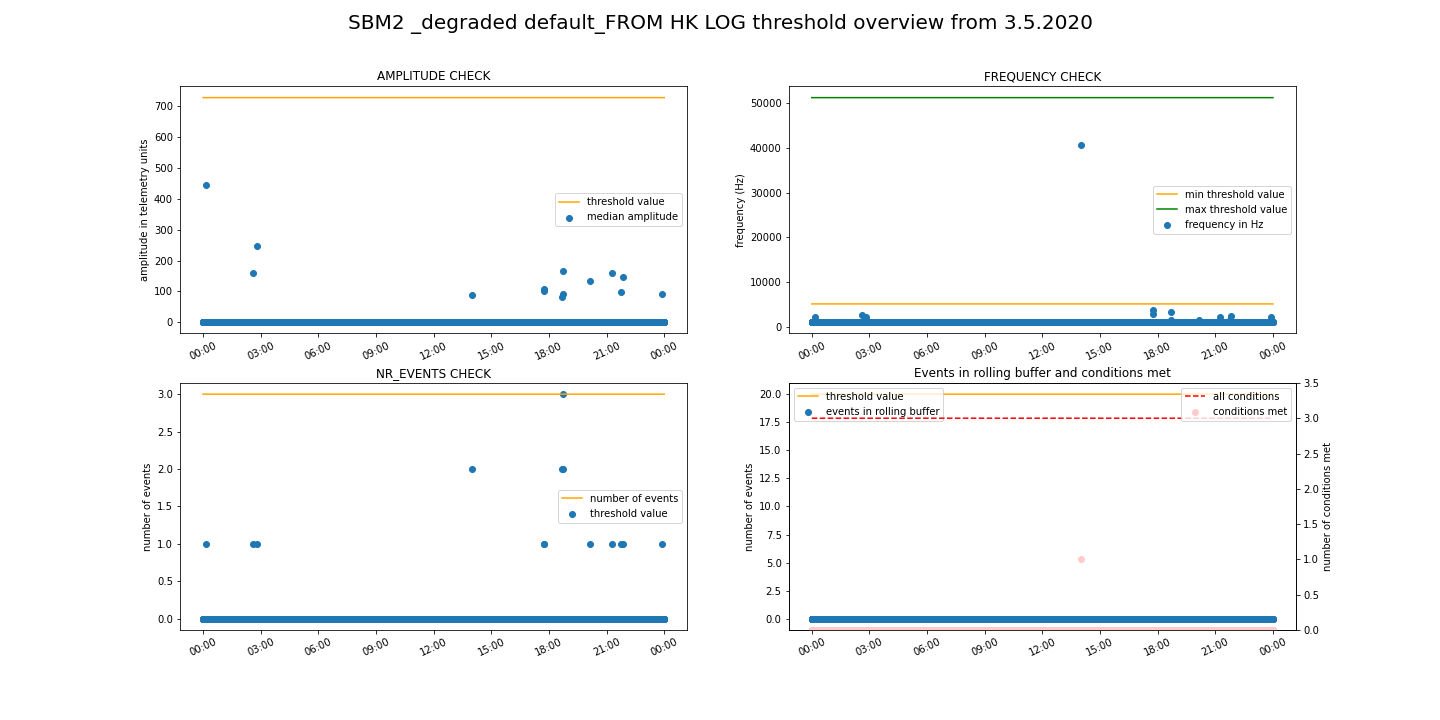 SBM2 _degraded default_FROM HK LOG threshold overview from 3.5.2020
AMPLITUDE CHECK
amplitude in telemetry units
700
600
500
400
300
200
100
0
threshold value
median amplitude
00:00 03:00 06:00 09:00 12:00 15:00 18:00 21:00 00:00
FREQUENCY CHECK
frequency (Hz)
50000
40000
30000
20000
10000
0
min threshold value
max threshold value
frequency in Hz
00:00 03:00 06:00 09:00 12:00 15:00 18:00 21:00 00:00
NR_EVENTS CHECK
number of events
3.0
2.5
2.0
1.5
1.0
0.5
0.0
number of events
threshold value
00:00 03:00 06:00 09:00 12:00 15:00 18:00 21:00 00:00
Events in rolling buffer and conditions met
number of events
20.0
17.5
15.0
12.5
10.0
7.5
5.0
2.5
0.0
threshold value
events in rolling buffer
all conditions
conditions met
3.5
3.0
2.5
2.0
1.5
1.0
0.5
0.0
number of conditions met
00:00 03:00 06:00 09:00 12:00 15:00 18:00 21:00 00:00